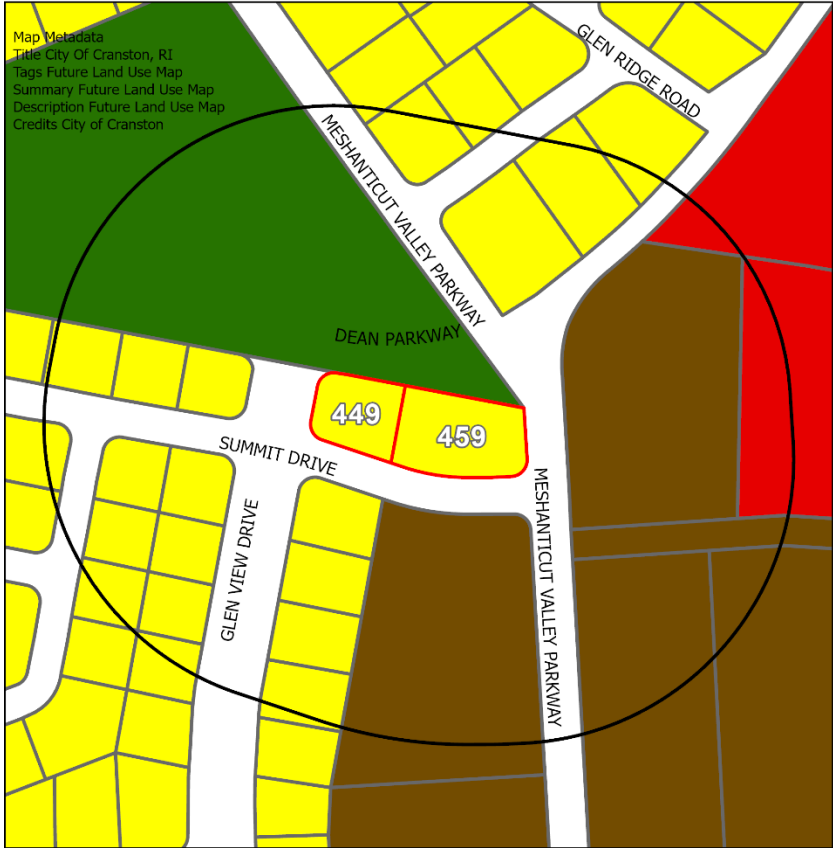 Map Metadata
Title City Of Cranston, RI
Tags Future Land Use Map
Summary Future Land Use Map
Description Future Land Use Map
Credits City of Cranston
GLEN RIDGE ROAD
MESHANTICUT VALLEY PARKWAY
DEAN PARKWAY
449
459
SUMMIT DRIVE
GLEN VIEW DRIVE
MESHANTICUT VALLEY PARKWAY